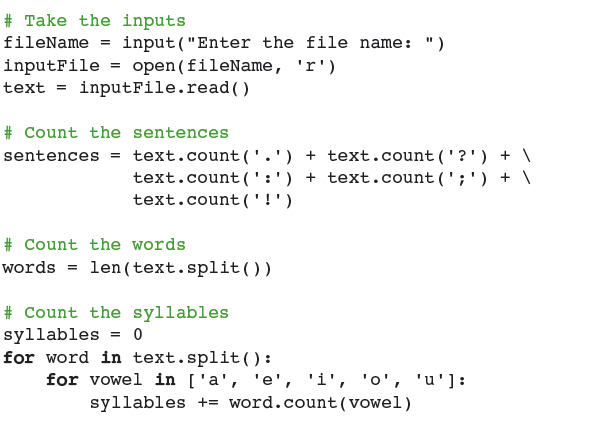 # Take the inputs
fileName = input("Enter the file name: ")
inputFile = open(fileName, 'r')
text = inputFile.read()

# Count the sentences
sentences = text.count('.') + text.count('?') + \
            text.count(':') + text.count(';') + \
            text.count('!')

# Count the words
words = len(text.split())

# Count the syllables
syllables = 0
for word in text.split():
    for vowel in ['a', 'e', 'i', 'o', 'u']:
        syllables += word.count(vowel)